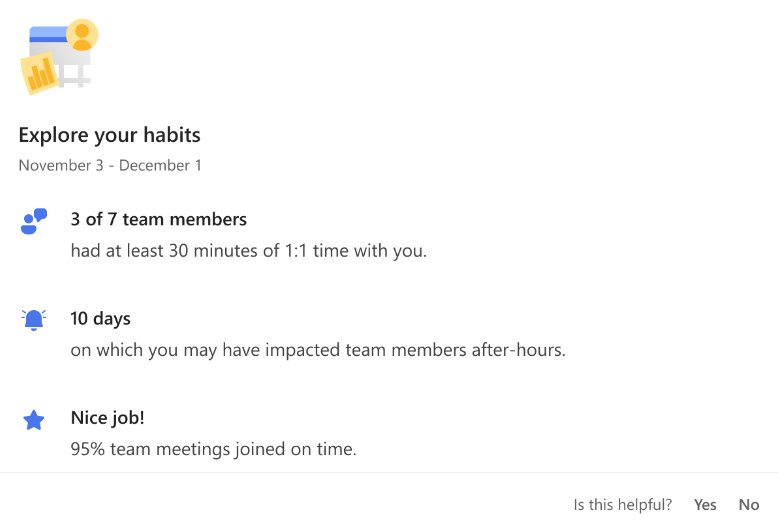 Explore your habits
November 3 - December 1
3 of 7 team members
had at least 30 minutes of 1:1 time with you.
10 days
on which you may have impacted team members after-hours.
Nice job!
95% team meetings joined on time.
Is this helpful? Yes No